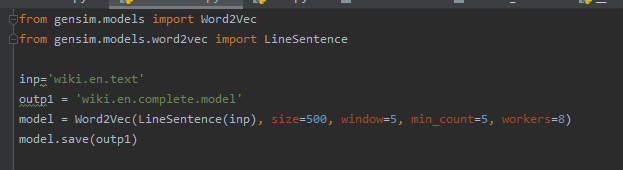 from gensim.models import Word2Vec
from gensim.models.word2vec import LineSentence
inp='wiki.en.text'
outp1 = 'wiki.en.complete.model'
model = Word2Vec(LineSentence(inp), size=500, window=5, min_count=5, workers=8)
model.save(outp1)